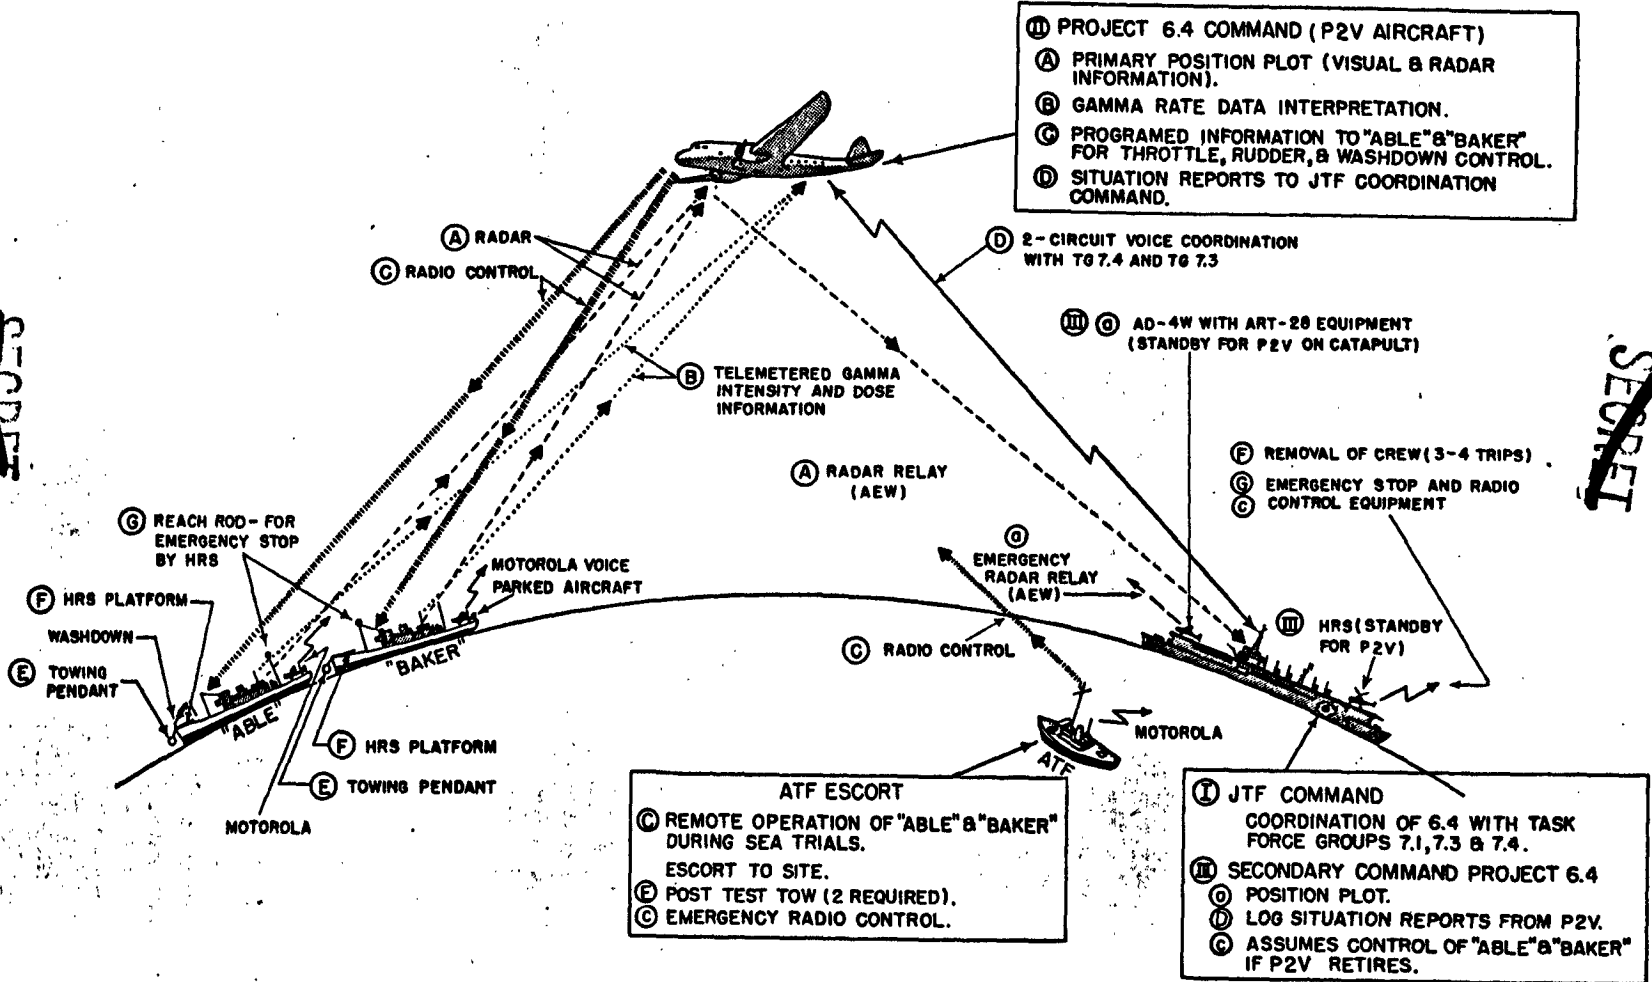 II PROJECT 6.4 COMMAND (P2V AIRCRAFT)
A PRIMARY POSITION PLOT (VISUAL & RADAR
INFORMATION).
B GAMMA RATE DATA INTERPRETATION.
C PROGRAMED INFORMATION TO "ABLE" & "BAKER"
FOR THROTTLE, RUDDER, & WASHDOWN CONTROL.
D SITUATION REPORTS TO JTF COORDINATION
COMMAND.
A RADAR
C RADIO CONTROL
D 2-CIRCUIT VOICE COORDINATION
WITH TG 7.4 AND TG 7.3
III a AD-4W WITH ART-28 EQUIPMENT
(STANDBY FOR P2V ON CATAPULT)
SECRET
SECRET
B TELEMETERED GAMMA
INTENSITY AND DOSE
INFORMATION
A RADAR RELAY
(AEW)
F REMOVAL OF CREW (3-4 TRIPS)
G EMERGENCY STOP AND RADIO
C CONTROL EQUIPMENT
G REACH ROD-FOR
EMERGENCY STOP
BY HRS
MOTOROLA VOICE
PARKED AIRCRAFT
a
EMERGENCY
RADAR RELAY
(AEW)
F HRS PLATFORM
WASHDOWN
E TOWING
PENDANT
"ABLE"
"BAKER"
C RADIO CONTROL
III HRS (STANDBY
FOR P2V)
F HRS PLATFORM
E TOWING PENDANT
MOTOROLA
MOTOROLA
ATF
ATF ESCORT
C REMOTE OPERATION OF "ABLE" & "BAKER"
DURING SEA TRIALS.
ESCORT TO SITE.
E POST TEST TOW (2 REQUIRED).
C EMERGENCY RADIO CONTROL.
I JTF COMMAND
COORDINATION OF 6.4 WITH TASK
FORCE GROUPS 7.1, 7.3 & 7.4.
III SECONDARY COMMAND PROJECT 6.4
a POSITION PLOT.
D LOG SITUATION REPORTS FROM P2V.
C ASSUMES CONTROL OF "ABLE" & "BAKER"
IF P2V RETIRES.